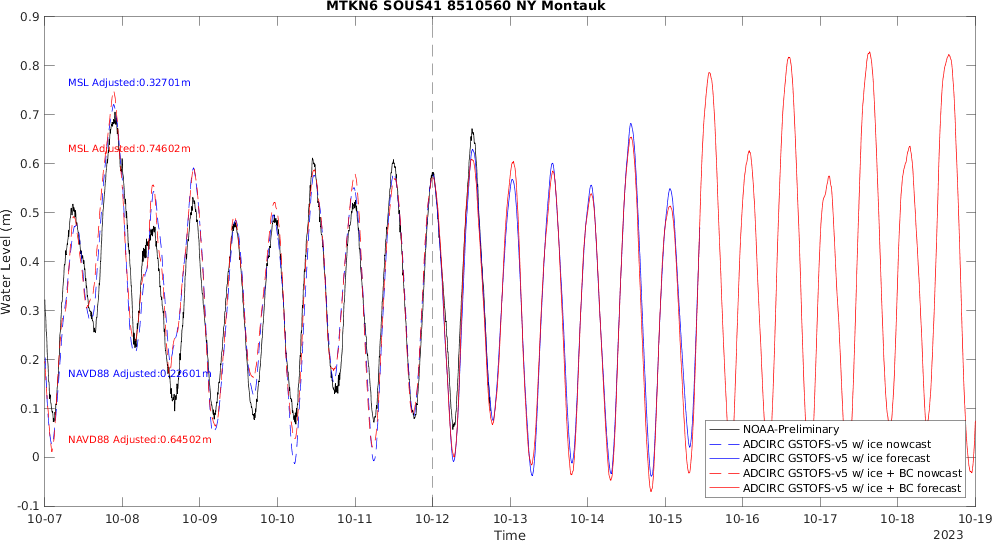 MTKN6 SOUS41 8510560 NY Montauk
0.9
0.8
0.7
0.6
0.5
0.4
0.3
0.2
0.1
0
-0.1
Water Level (m)
MSL Adjusted:0.32701m
MSL Adjusted:0.74602m
NAVD88 Adjusted:0.22601m
NAVD88 Adjusted:0.64502m
NOAA-Preliminary
ADCIRC GSTOFS-v5 w/ ice nowcast
ADCIRC GSTOFS-v5 w/ ice forecast
ADCIRC GSTOFS-v5 w/ ice + BC nowcast
ADCIRC GSTOFS-v5 w/ ice + BC forecast
10-07 10-08 10-09 10-10 10-11 10-12 10-13 10-14 10-15 10-16 10-17 10-18 10-19
Time
2023